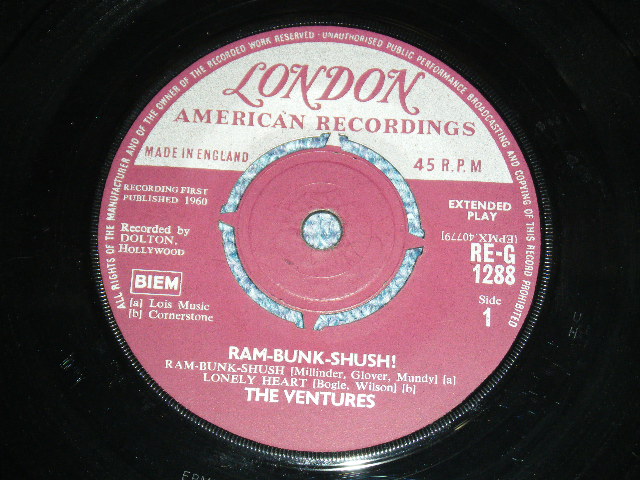 ALL RIGHTS OF THE MANUFACTURER AND OF THE OWNER OF THE RECORDED WORK RESERVED - UNAUTHORISED PUBLIC PERFORMANCE BROADCASTING AND COPYING OF THIS RECORD PROHIBITED
LONDON
AMERICAN RECORDINGS
MADE IN ENGLAND
45 R.P.M
RECORDING FIRST
PUBLISHED 1960
EXTENDED
PLAY
Recorded by
DOLTON,
HOLLYWOOD
[EPMX. 40779]
RE-G
1288
BIEM
Side
1
[a] Lois Music
[b] Cornerstone
RAM-BUNK-SHUSH!
RAM-BUNK-SHUSH [Millinder, Glover, Mundy] [a]
LONELY HEART [Bogle, Wilson] [b]
THE VENTURES